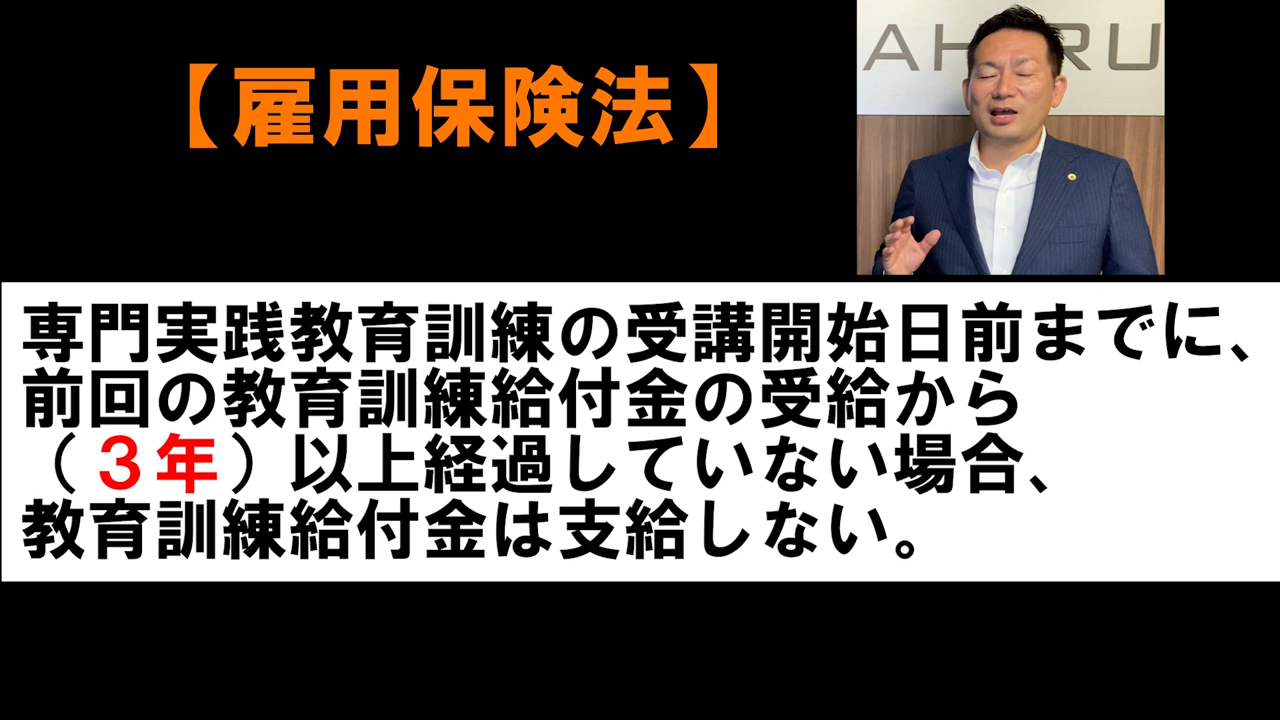 【雇用保険法】
AHARU
専門実践教育訓練の受講開始日前までに、
前回の教育訓練給付金の受給から
（３年）以上経過していない場合、
教育訓練給付金は支給しない。